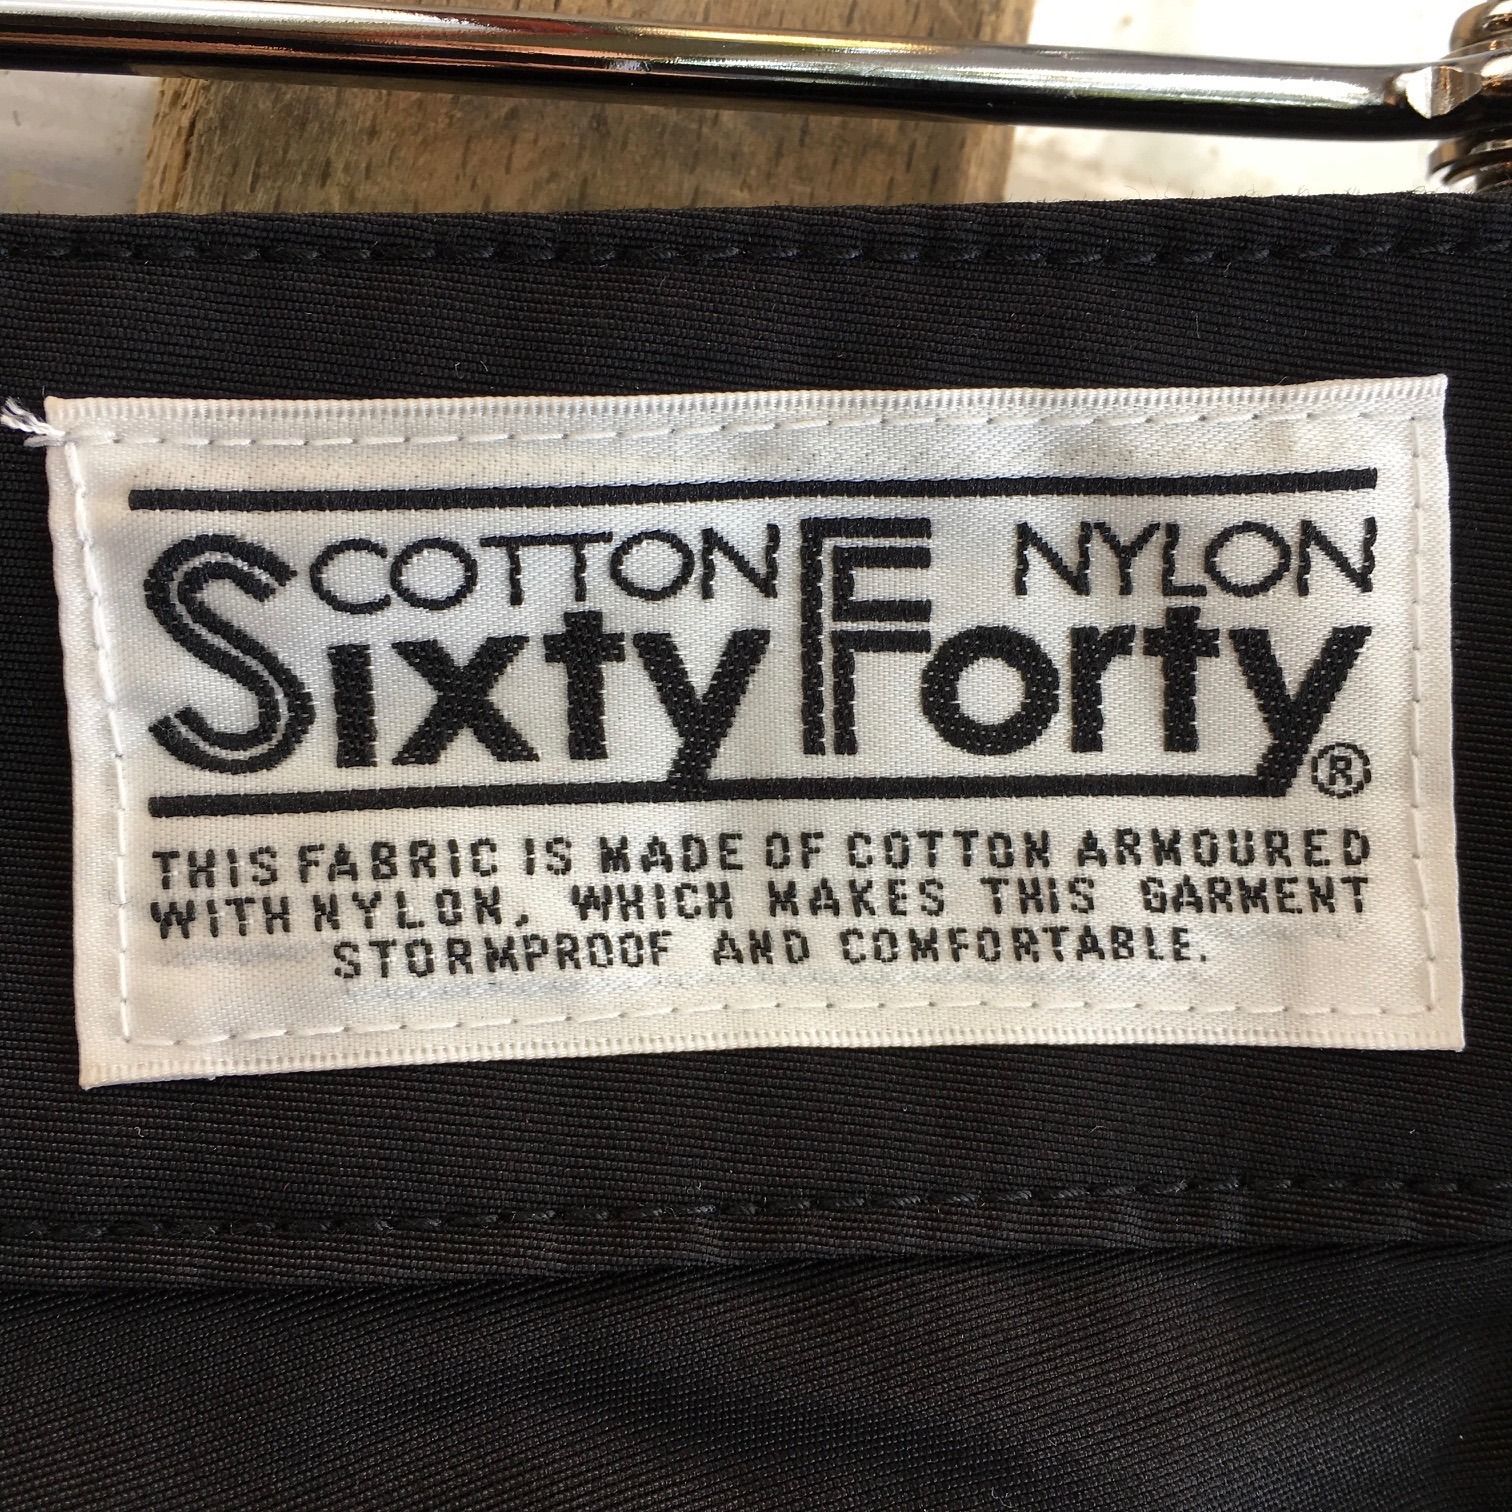 COTTON NYLON
SixtyForty®
THIS FABRIC IS MADE OF COTTON ARMOURED
WITH NYLON, WHICH MAKES THIS GARMENT
STORMPROOF AND COMFORTABLE.